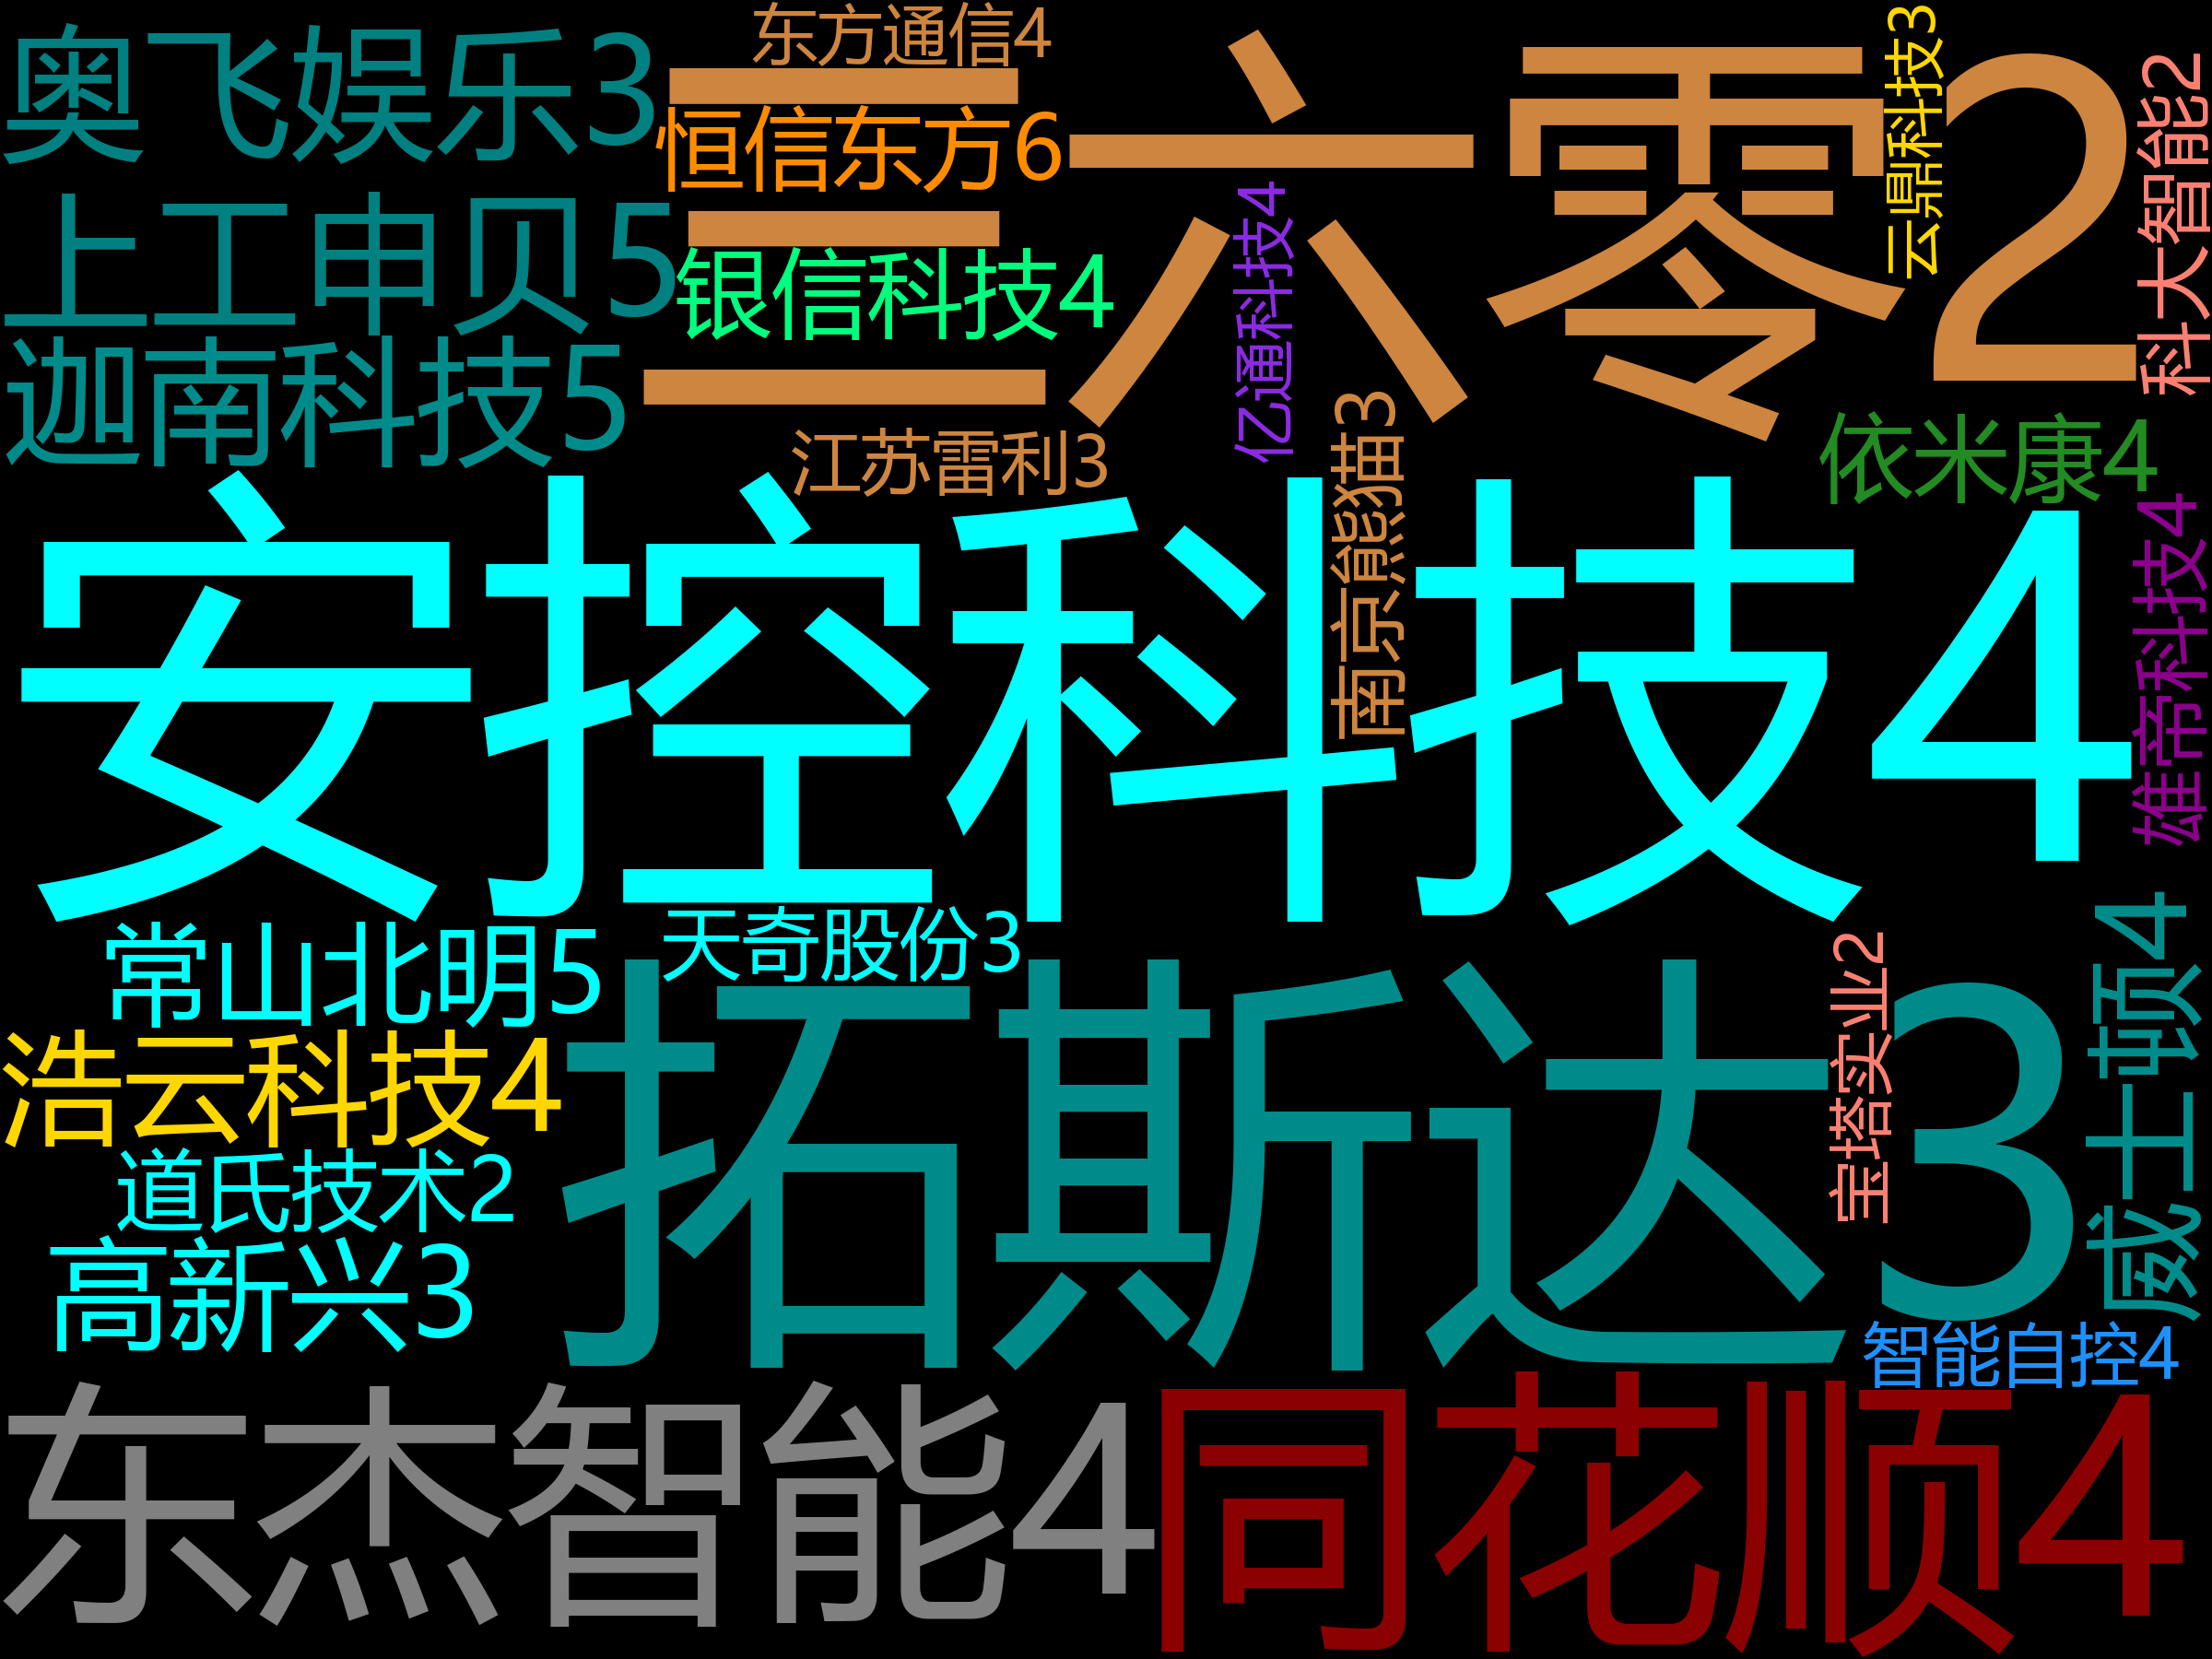 奥飞娱乐3
东方通信4
恒信东方6
三六零2
云鼎科技3
科大智能2
上工申贝5
银信科技4
亿通科技4
迦南科技5
江苏雷利3
南京熊猫3
依米康4
安控科技4
雄帝科技4
常山北明5
天奇股份3
拓斯达3
宝馨实业2
威士顿4
浩云科技4
道氏技术2
高新兴3
智能自控4
东杰智能4
同花顺4